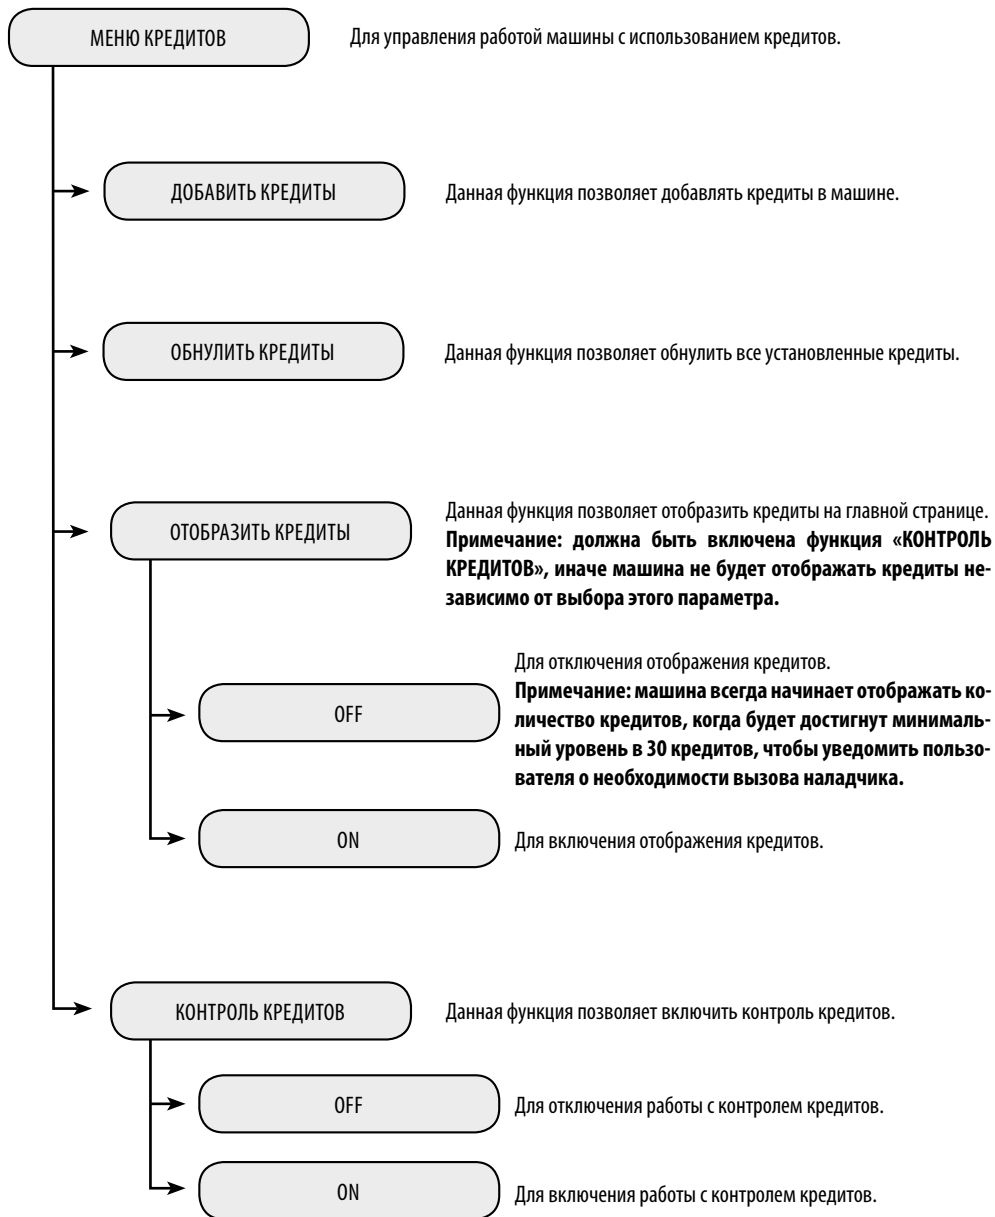 МЕНЮ КРЕДИТОВ
Для управления работой машины с использованием кредитов.
ДОБАВИТЬ КРЕДИТЫ
Данная функция позволяет добавлять кредиты в машине.
ОБНУЛИТЬ КРЕДИТЫ
Данная функция позволяет обнулить все установленные кредиты.
ОТОБРАЗИТЬ КРЕДИТЫ
Данная функция позволяет отобразить кредиты на главной странице.
Примечание: должна быть включена функция «КОНТРОЛЬ
КРЕДИТОВ», иначе машина не будет отображать кредиты не-
зависимо от выбора этого параметра.
OFF
Для отключения отображения кредитов.
Примечание: машина всегда начинает отображать ко-
личество кредитов, когда будет достигнут минималь-
ный уровень в 30 кредитов, чтобы уведомить пользо-
вателя о необходимости вызова наладчика.
ON
Для включения отображения кредитов.
КОНТРОЛЬ КРЕДИТОВ
Данная функция позволяет включить контроль кредитов.
OFF
Для отключения работы с контролем кредитов.
ON
Для включения работы с контролем кредитов.